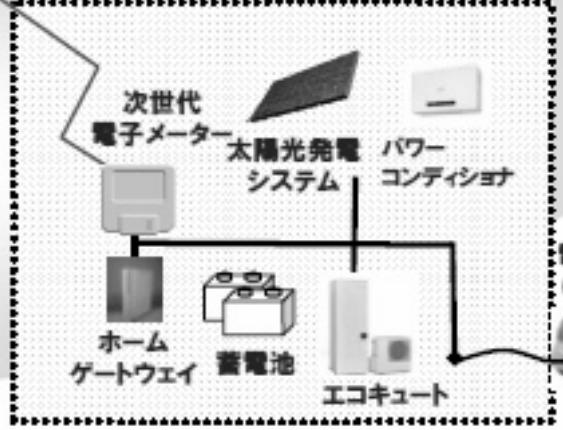 次世代
電子メーター
太陽光発電
システム
パワー
コンディショナ
ホーム
ゲートウェイ
蓄電池
エコキュート